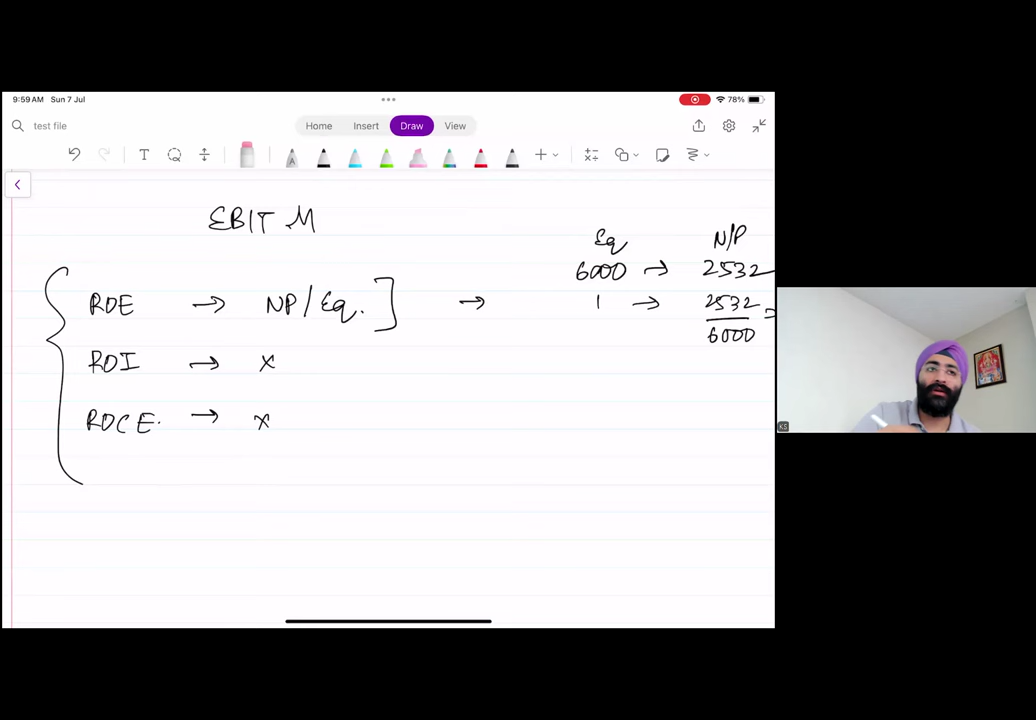 9:59 AM Sun 7 Jul
78%
test file
Home Insert Draw View
EBIT M
Eq N/P
6000 → 2532
ROE → NP/Eq. ] → 1 → 2532 =
6000
ROI → x
ROCE. → x
KS